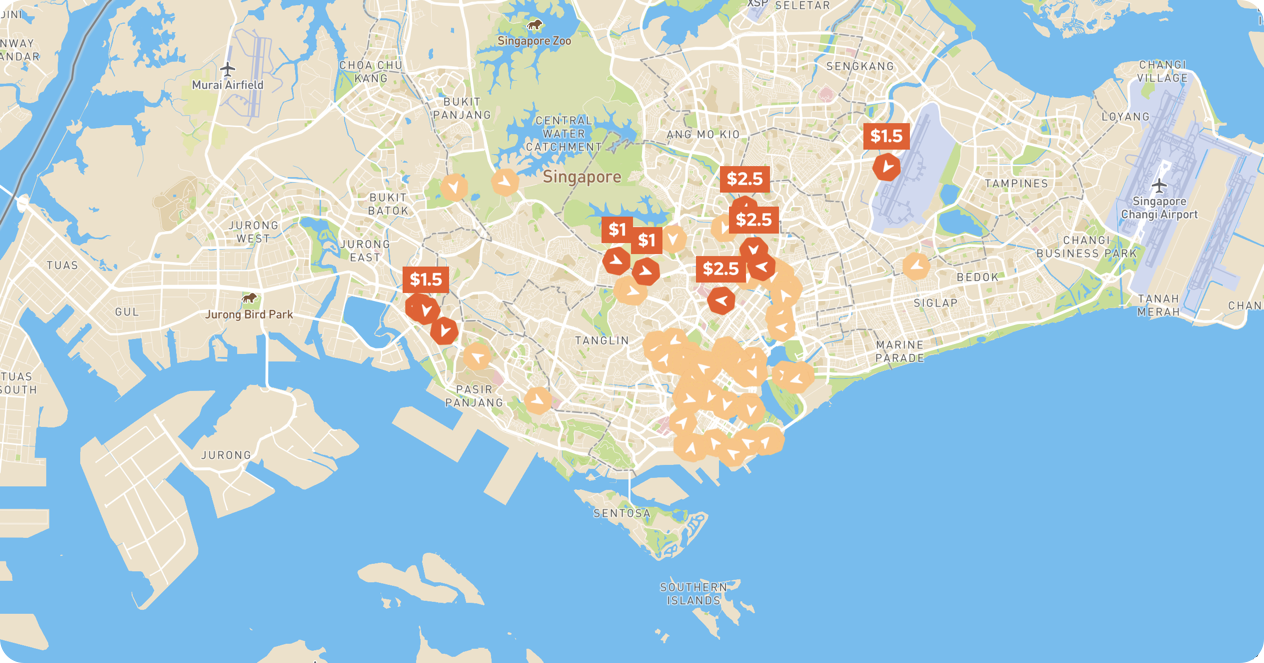 XSP
SELETAR
Singapore Zoo
NWAY
ANDAR
CHOA CHU
KANG
SENGKANG
CHANGI
VILLAGE
Murai Airfield
BUKIT
PANJANG
CENTRAL
WATER
CATCHMENT
ANG MO KIO
LOYANG
$1.5
Singapore
$2.5
TAMPINES
BUKIT
BATOK
Singapore
Changi Airport
$2.5
JURONG
WEST
$1
$1
JURONG
EAST
CHANGI
BUSINESS PARK
TUAS
$2.5
BEDOK
$1.5
SIGLAP
TANAH
MERAH
CHAN
GUL
Jurong Bird Park
TANGLIN
MARINE
PARADE
TUAS
SOUTH
PASIR
PANJANG
JURONG
SENTOSA
SOUTHERN
ISLANDS